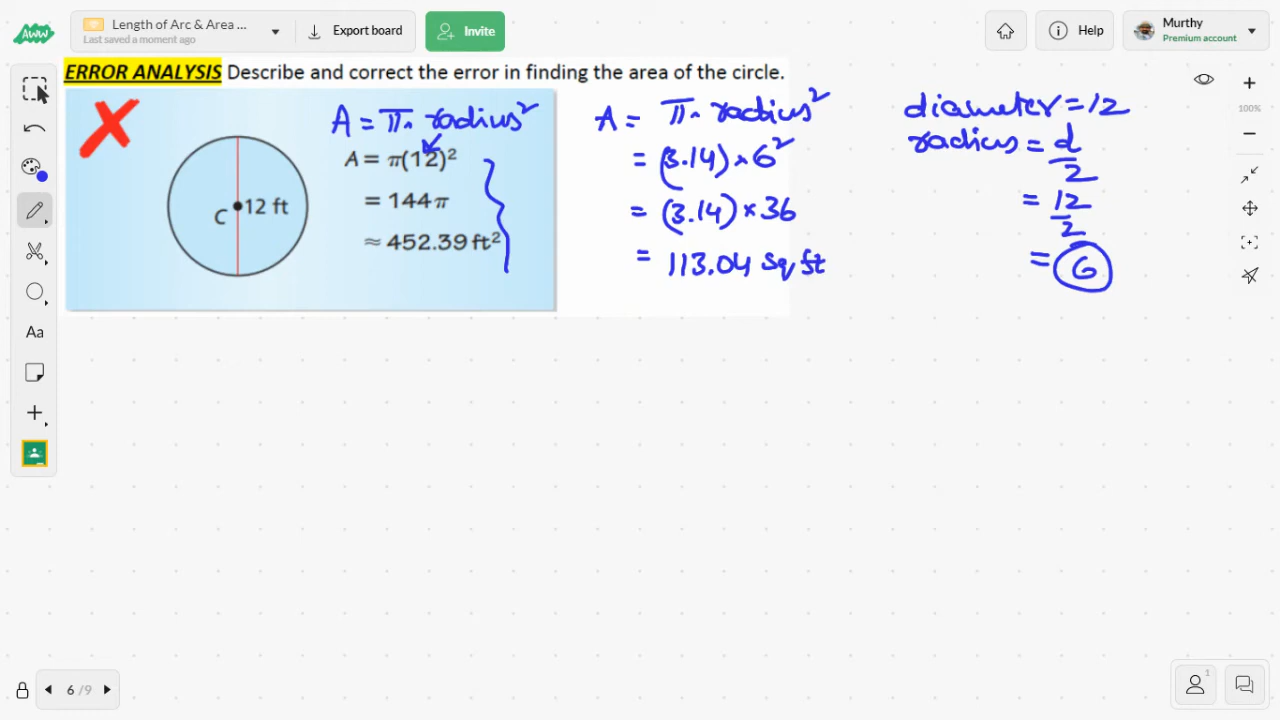 AWW
Length of Arc & Area ...
Last saved a moment ago
Export board
Invite
Help
Murthy
Premium account
ERROR ANALYSIS Describe and correct the error in finding the area of the circle.
100%
Aa
A = π. radius²
A = π(12)²
= 144π
≈ 452.39 ft²
C
12 ft
A = π. radius²
= (3.14) × 6²
= (3.14) × 36
= 113.04 Sq ft
diameter = 12
radius = d/2
= 12/2
= 6
6 /9
1